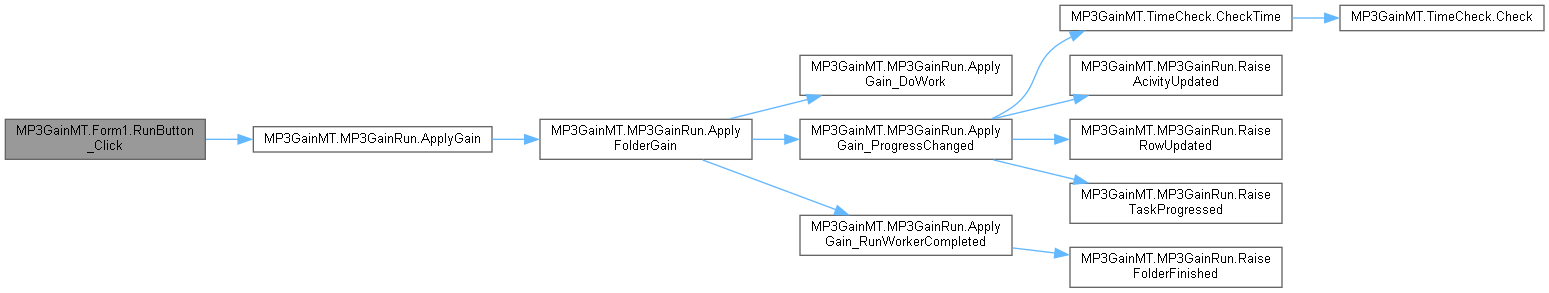 MP3GainMT.Form1.RunButton
_Click
MP3GainMT.MP3GainRun.ApplyGain
MP3GainMT.MP3GainRun.Apply
FolderGain
MP3GainMT.MP3GainRun.Apply
Gain_DoWork
MP3GainMT.MP3GainRun.Apply
Gain_ProgressChanged
MP3GainMT.MP3GainRun.Apply
Gain_RunWorkerCompleted
MP3GainMT.TimeCheck.CheckTime
MP3GainMT.TimeCheck.Check
MP3GainMT.MP3GainRun.Raise
AcivityUpdated
MP3GainMT.MP3GainRun.Raise
RowUpdated
MP3GainMT.MP3GainRun.Raise
TaskProgressed
MP3GainMT.MP3GainRun.Raise
FolderFinished